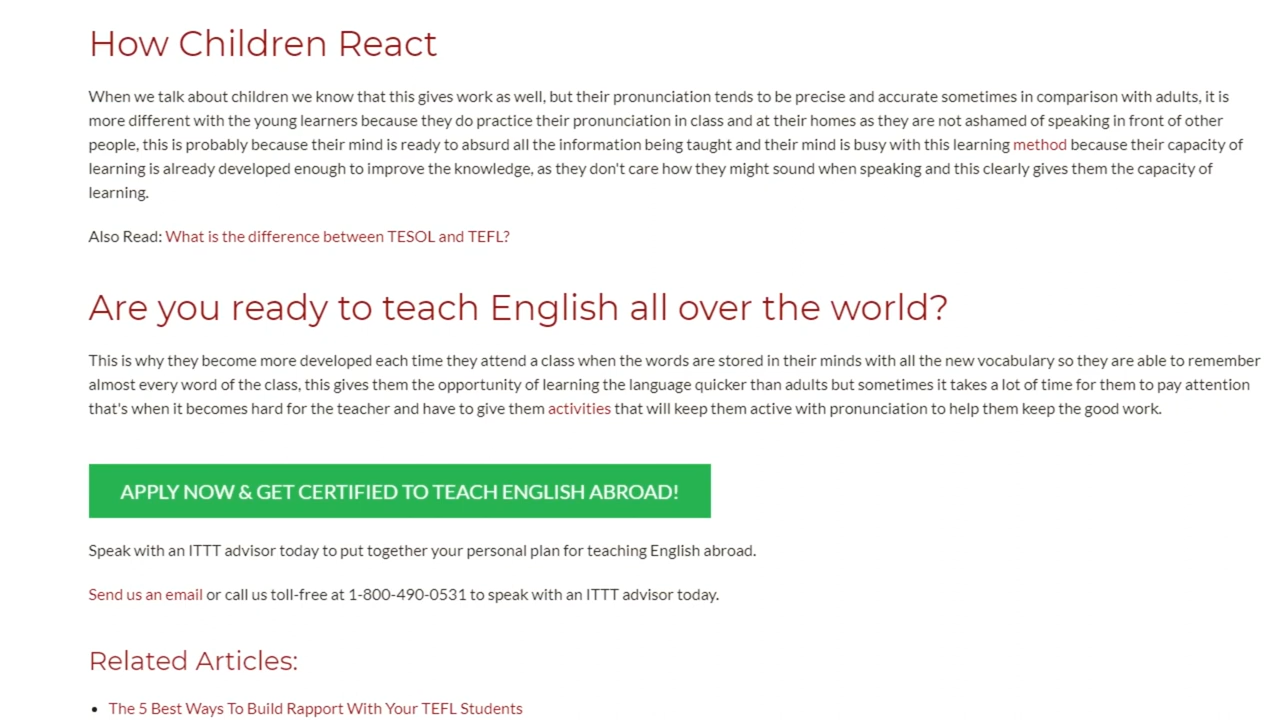 How Children React
When we talk about children we know that this gives work as well, but their pronunciation tends to be precise and accurate sometimes in comparison with adults, it is
more different with the young learners because they do practice their pronunciation in class and at their homes as they are not ashamed of speaking in front of other
people, this is probably because their mind is ready to absurd all the information being taught and their mind is busy with this learning method because their capacity of
learning is already developed enough to improve the knowledge, as they don't care how they might sound when speaking and this clearly gives them the capacity of
learning.
Also Read: What is the difference between TESOL and TEFL?
Are you ready to teach English all over the world?
This is why they become more developed each time they attend a class when the words are stored in their minds with all the new vocabulary so they are able to remember
almost every word of the class, this gives them the opportunity of learning the language quicker than adults but sometimes it takes a lot of time for them to pay attention
that's when it becomes hard for the teacher and have to give them activities that will keep them active with pronunciation to help them keep the good work.
APPLY NOW & GET CERTIFIED TO TEACH ENGLISH ABROAD!
Speak with an ITTT advisor today to put together your personal plan for teaching English abroad.
Send us an email or call us toll-free at 1-800-490-0531 to speak with an ITTT advisor today.
Related Articles:
• The 5 Best Ways To Build Rapport With Your TEFL Students